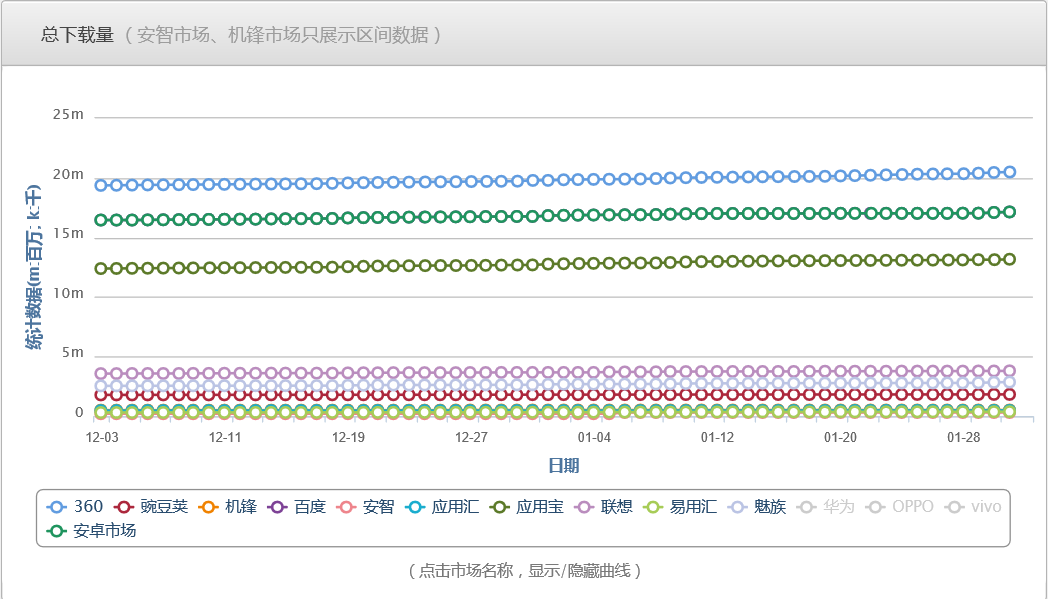 总下载量（安智市场、机锋市场只展示区间数据）
25m
20m
15m
10m
5m
0
统计数据(m:百万; k:千)
12-03 12-11 12-19 12-27 01-04 01-12 01-20 01-28
日期
360 豌豆荚 机锋 百度 安智 应用汇 应用宝 联想 易用汇 魅族 华为 OPPO vivo
安卓市场
（点击市场名称，显示/隐藏曲线）